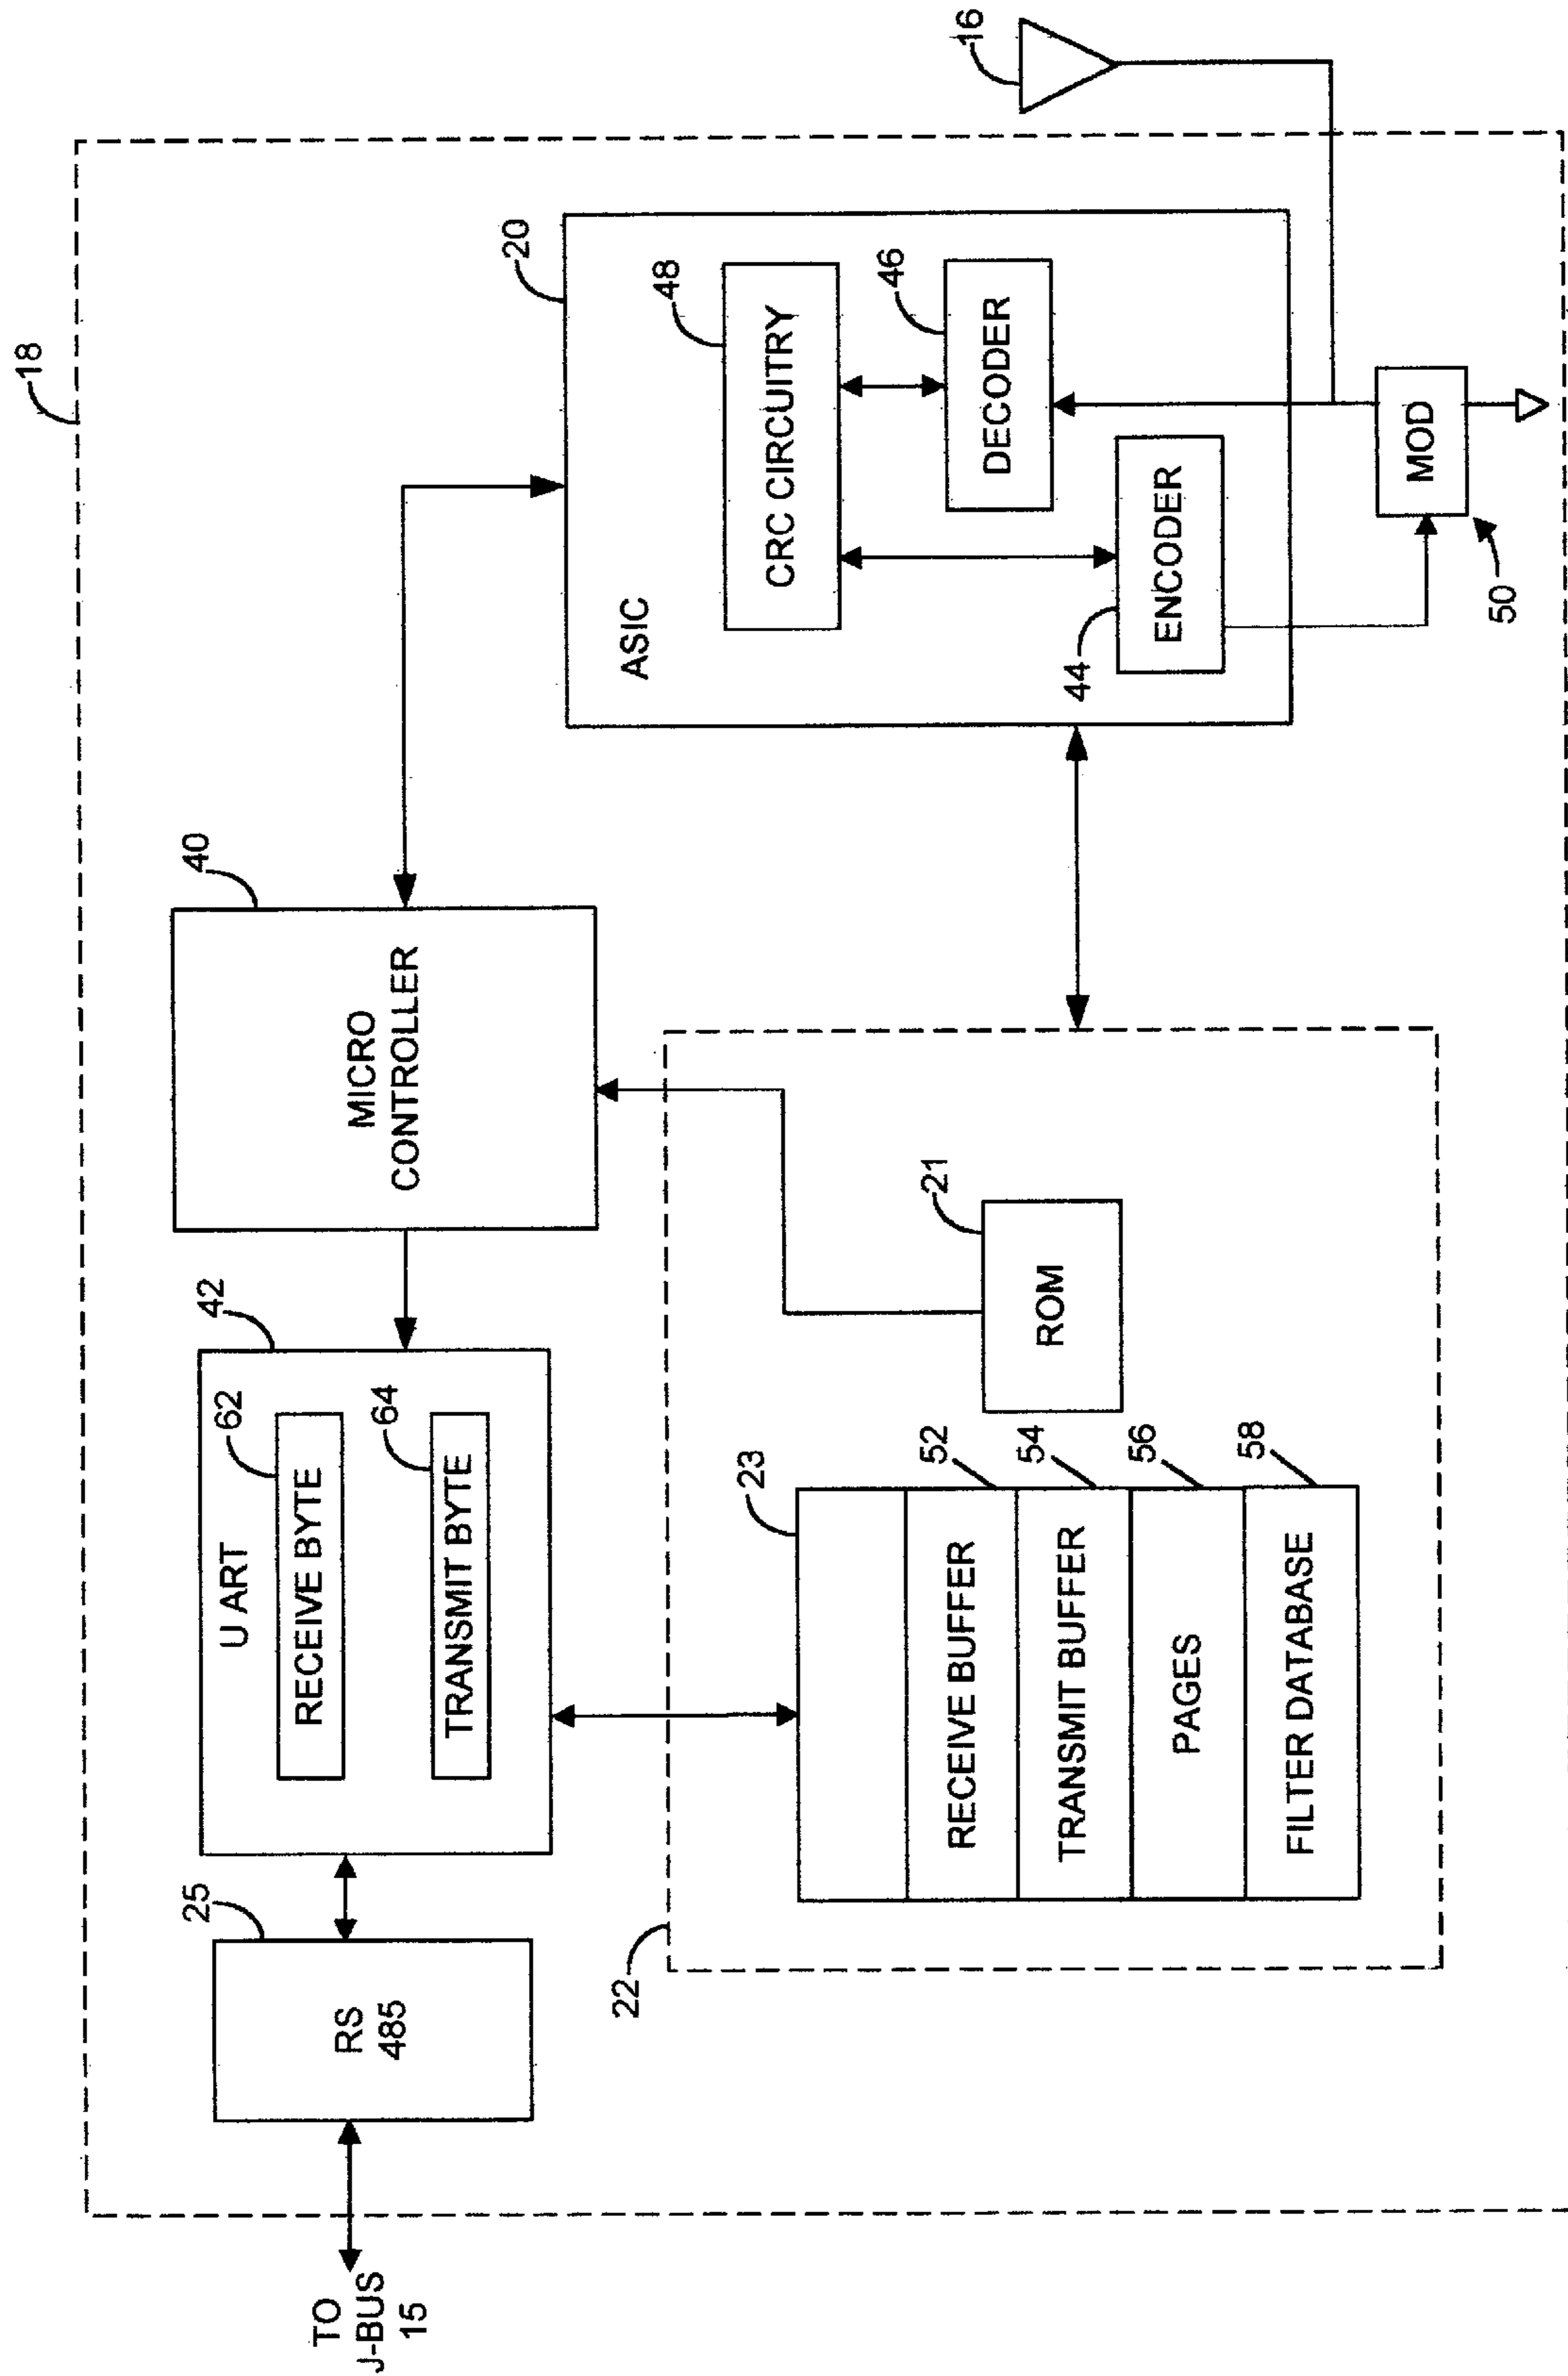 18
TO
J-BUS
15
RS
485
25
U ART
42
RECEIVE BYTE
62
TRANSMIT BYTE
64
MICRO
CONTROLLER
40
ASIC
20
CRC CIRCUITRY
48
DECODER
46
ENCODER
44
MOD
50
16
22
23
RECEIVE BUFFER
52
TRANSMIT BUFFER
54
PAGES
56
FILTER DATABASE
58
ROM
21